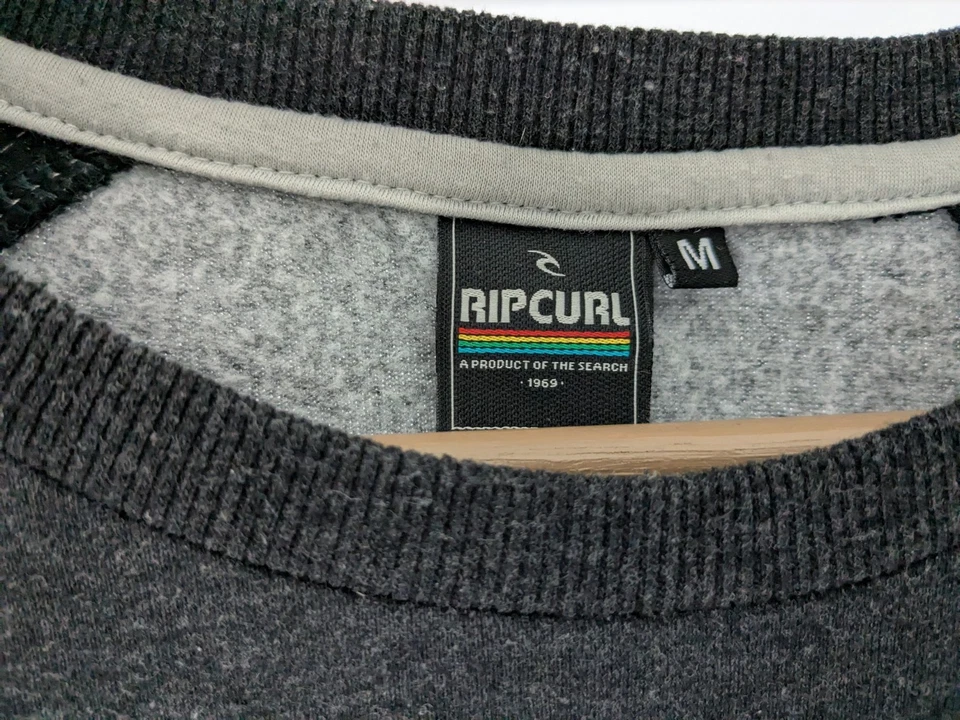 RIPCURL
A PRODUCT OF THE SEARCH
· 1969 ·
M